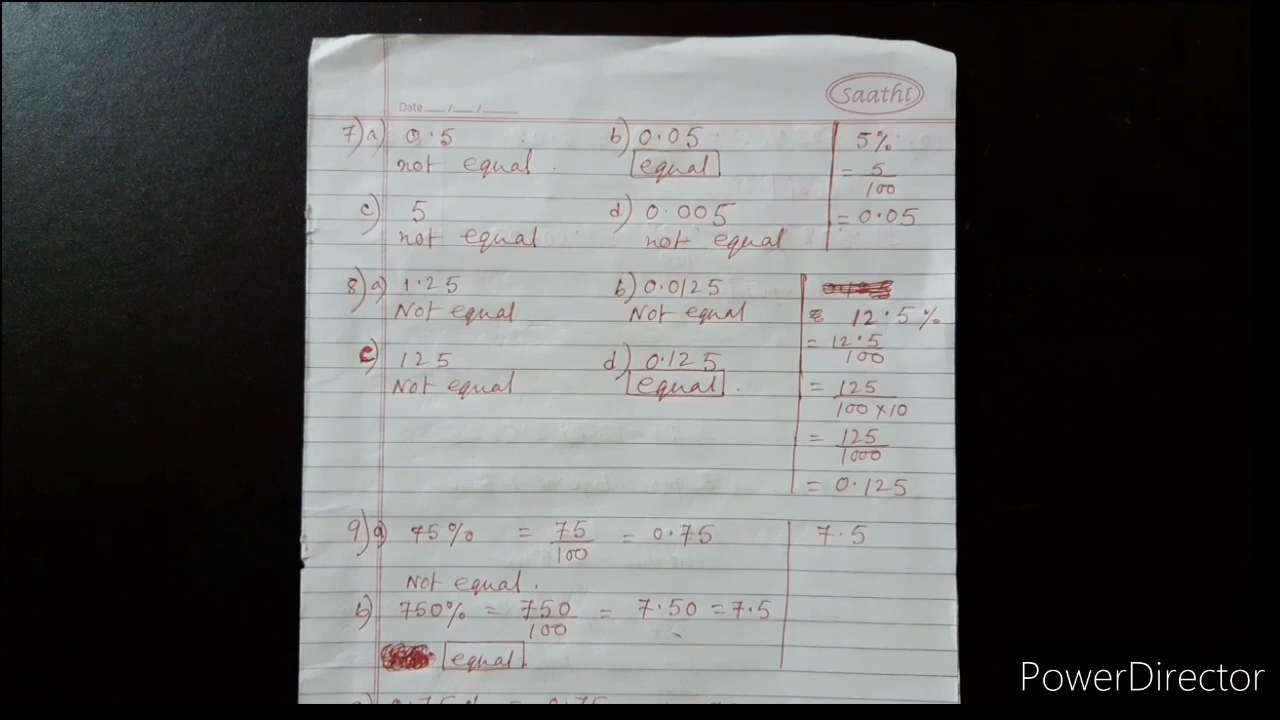 saathi
Date __/__/____
7) a) 0.5 b) 0.05 5%
not equal. equal = 5/100
c) 5 d) 0.005 = 0.05
not equal not equal
8) a) 1.25 b) 0.0125
Not equal Not equal 12.5%
c) 125 d) 0.125 = 12.5/100
Not equal equal. = 125/100×10
= 125/1000
= 0.125
9) a) 75% = 75/100 = 0.75 7.5
Not equal.
b) 750% = 750/100 = 7.50 = 7.5
equal.
PowerDirector